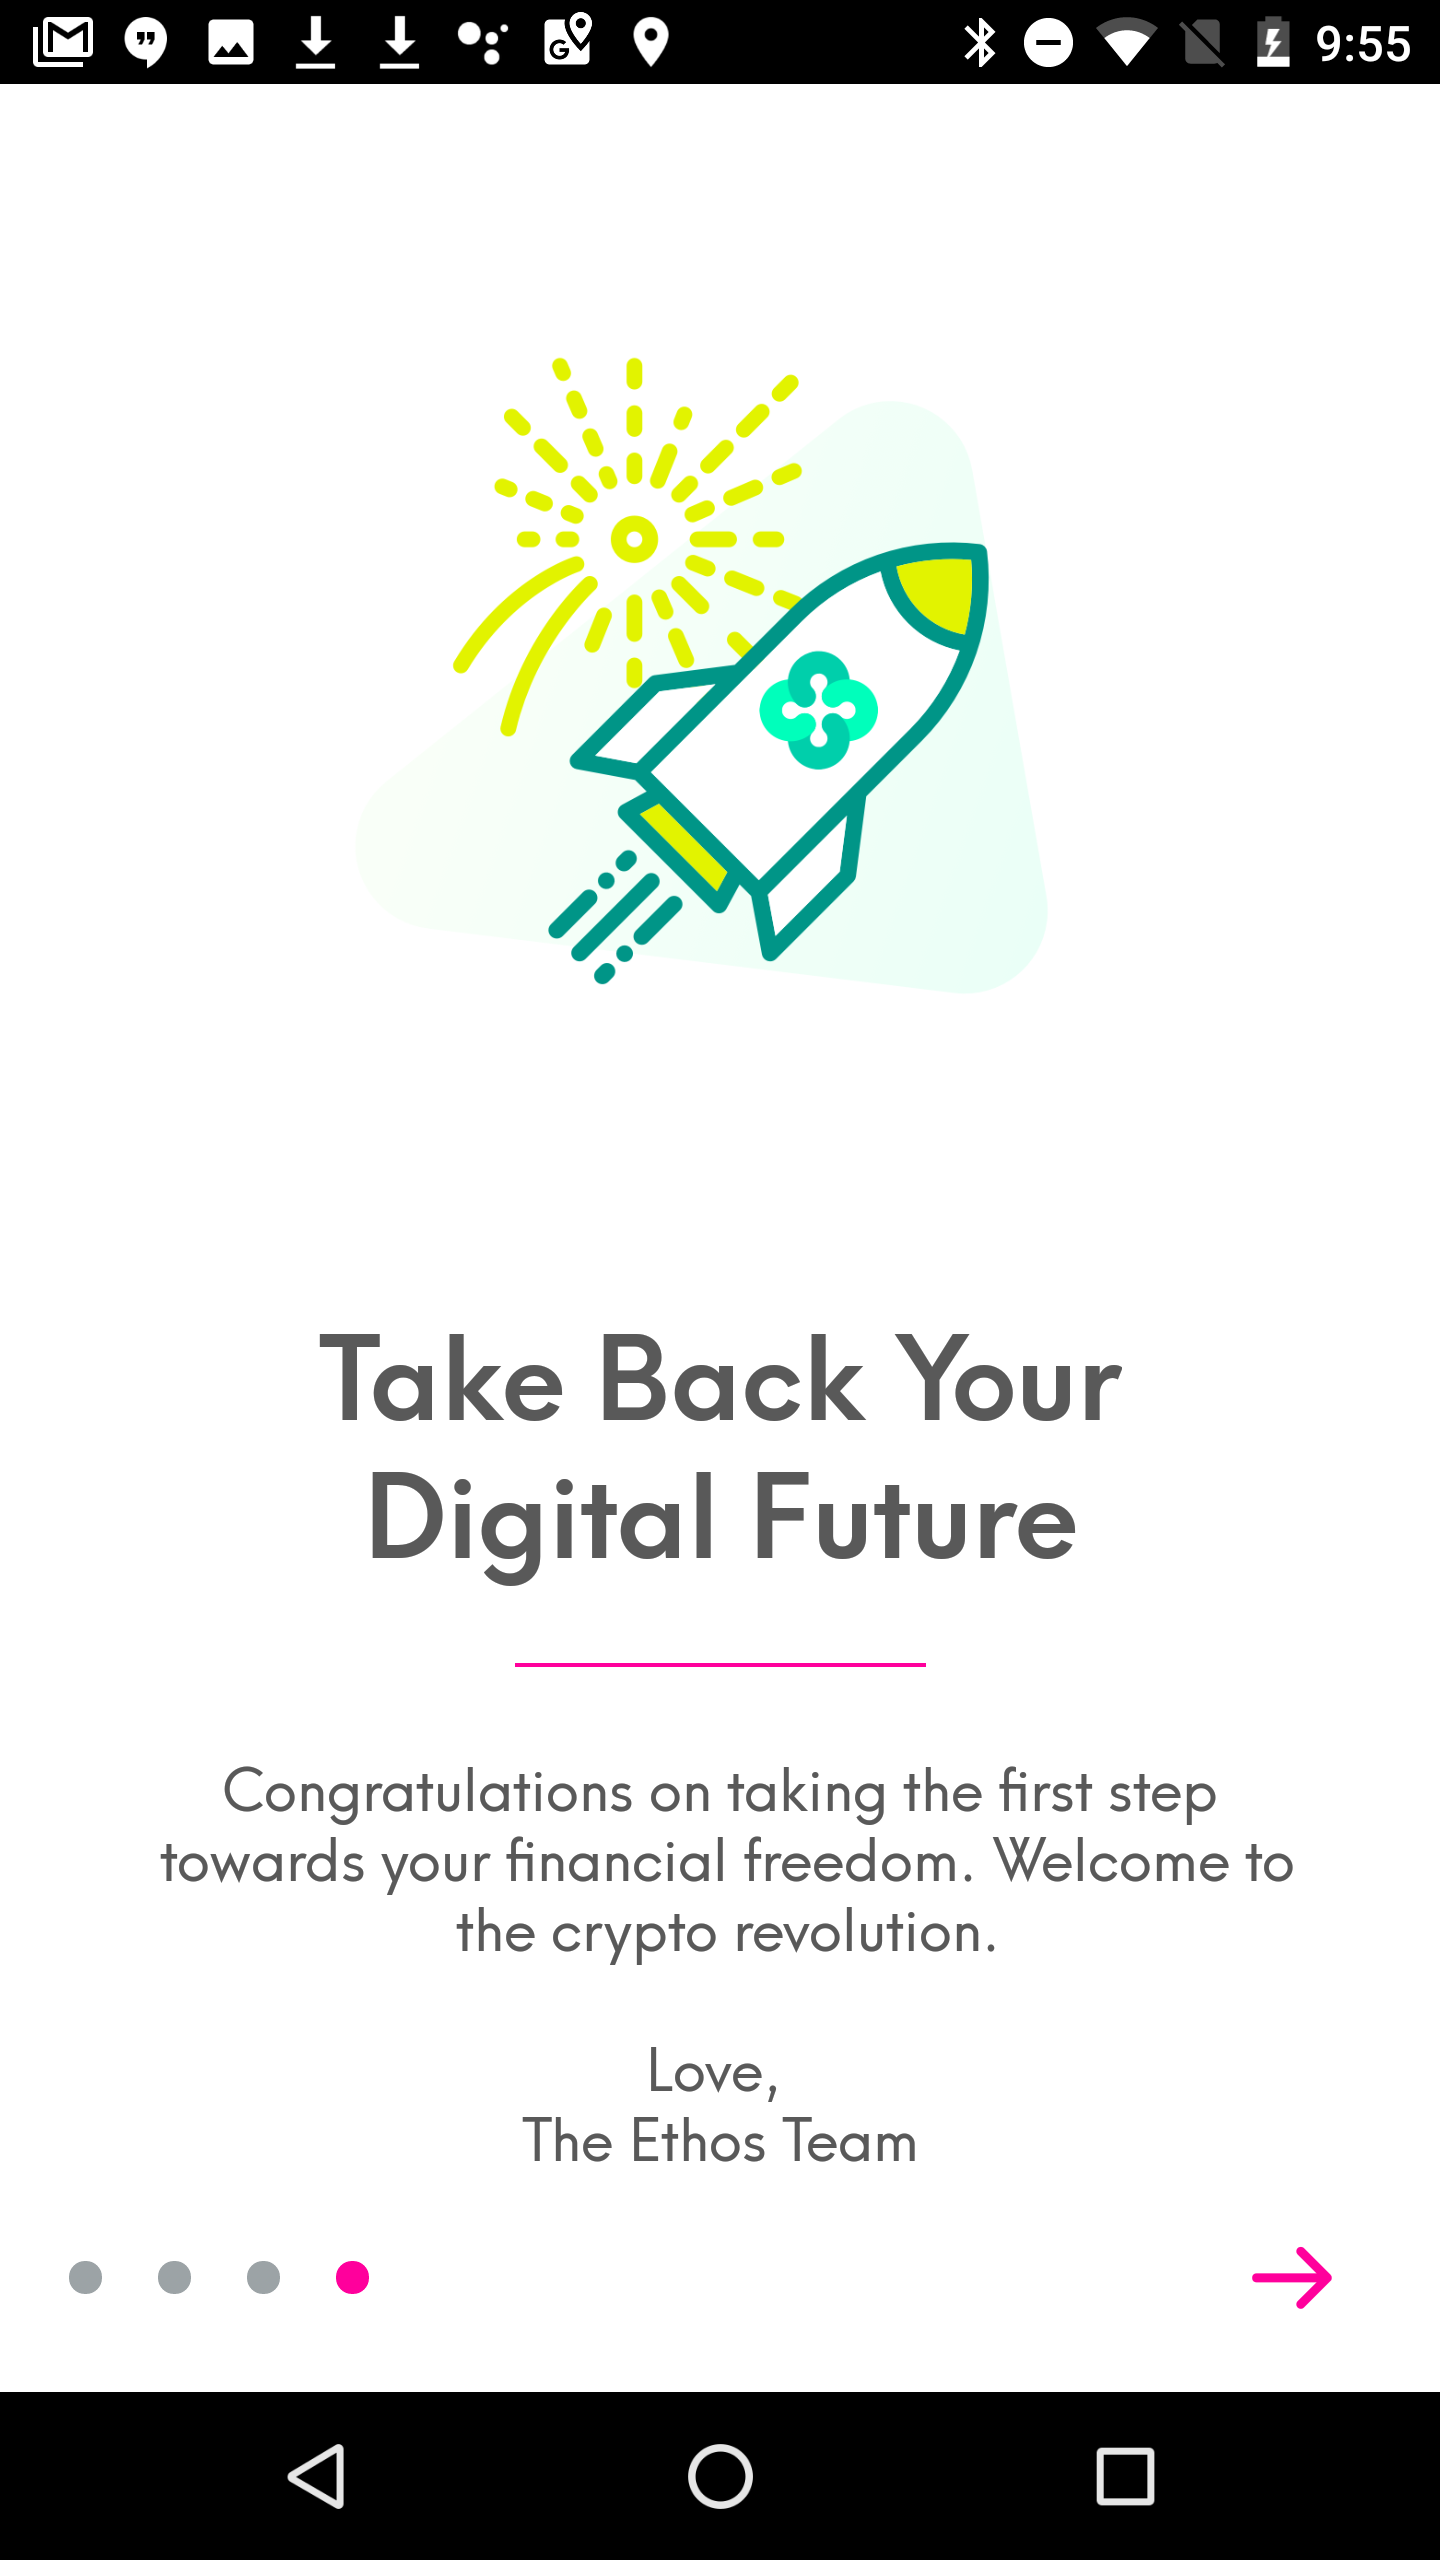 9:55
Take Back Your
Digital Future
Congratulations on taking the first step
towards your financial freedom. Welcome to
the crypto revolution.
Love,
The Ethos Team